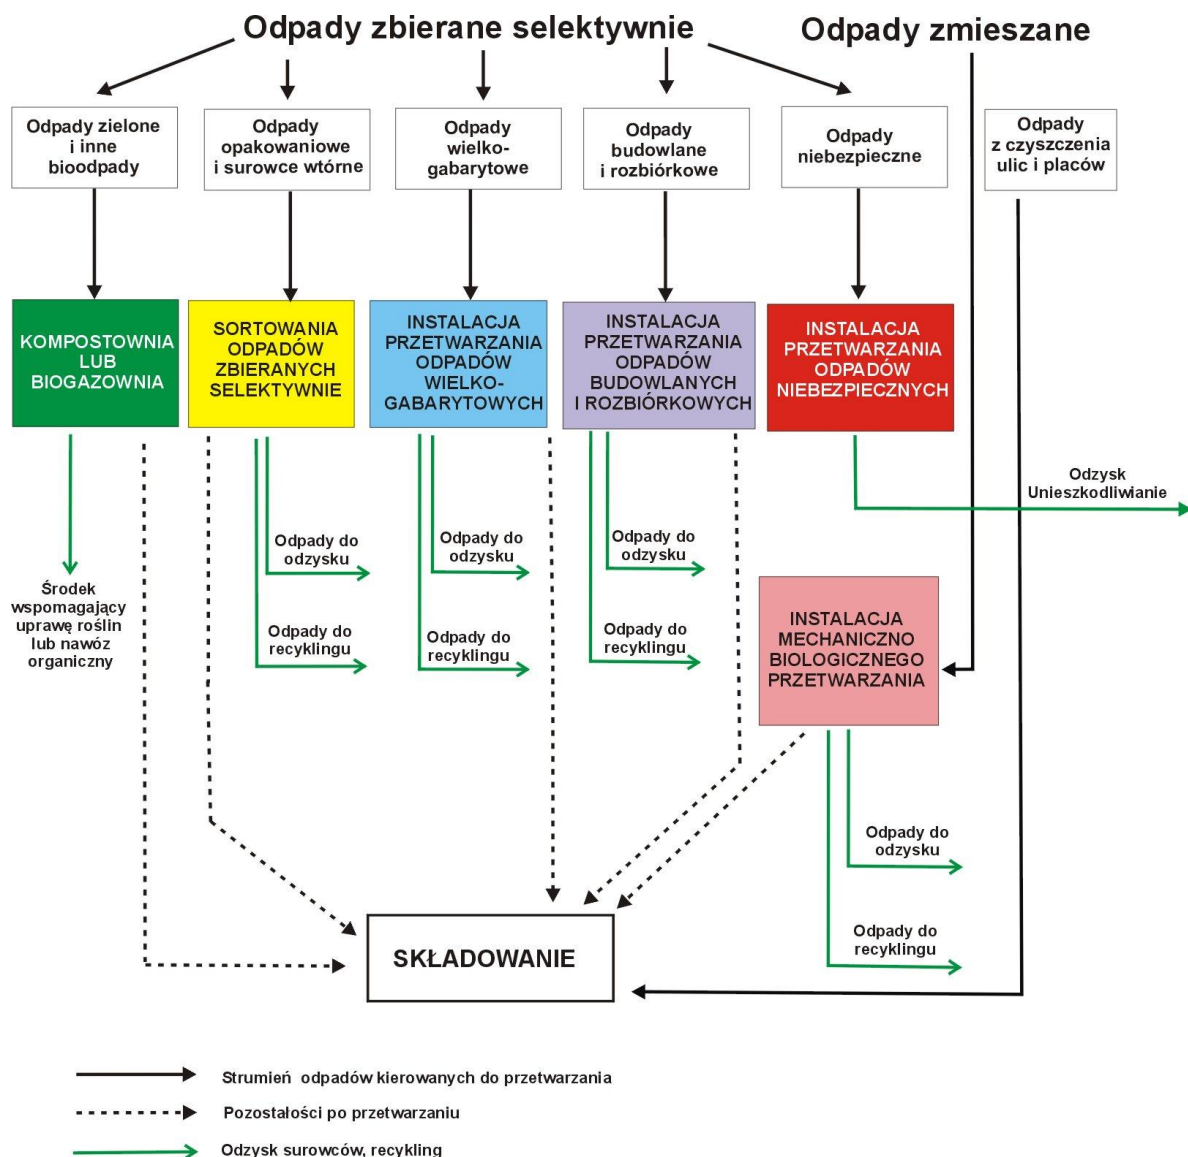 Odpady zbierane selektywnie
Odpady zmieszane
Odpady zielone
i inne
bioodpady
Odpady
opakowaniowe
i surowce wtórne
Odpady
wielko-
gabarytowe
Odpady
budowlane
i rozbiórkowe
Odpady
niebezpieczne
Odpady
z czyszczenia
ulic i placów
KOMPOSTOWNIA
LUB
BIOGAZOWNIA
SORTOWANIA
ODPADÓW
ZBIERANYCH
SELEKTYWNIE
INSTALACJA
PRZETWARZANIA
ODPADÓW
WIELKO-
GABARYTOWYCH
INSTALACJA
PRZETWARZANIA
ODPADÓW
BUDOWLANYCH
I ROZBIÓRKOWYCH
INSTALACJA
PRZETWARZANIA
ODPADÓW
NIEBEZPIECZNYCH
Odzysk
Unieszkodliwianie
Odpady do
odzysku
Odpady do
odzysku
Odpady do
odzysku
Środek
wspomagający
uprawę roślin
lub nawóz
organiczny
Odpady do
recyklingu
Odpady do
recyklingu
Odpady do
recyklingu
INSTALACJA
MECHANICZNO
BIOLOGICZNEGO
PRZETWARZANIA
Odpady do
odzysku
Odpady do
recyklingu
SKŁADOWANIE
Strumień odpadów kierowanych do przetwarzania
Pozostałości po przetwarzaniu
Odzysk surowców, recykling